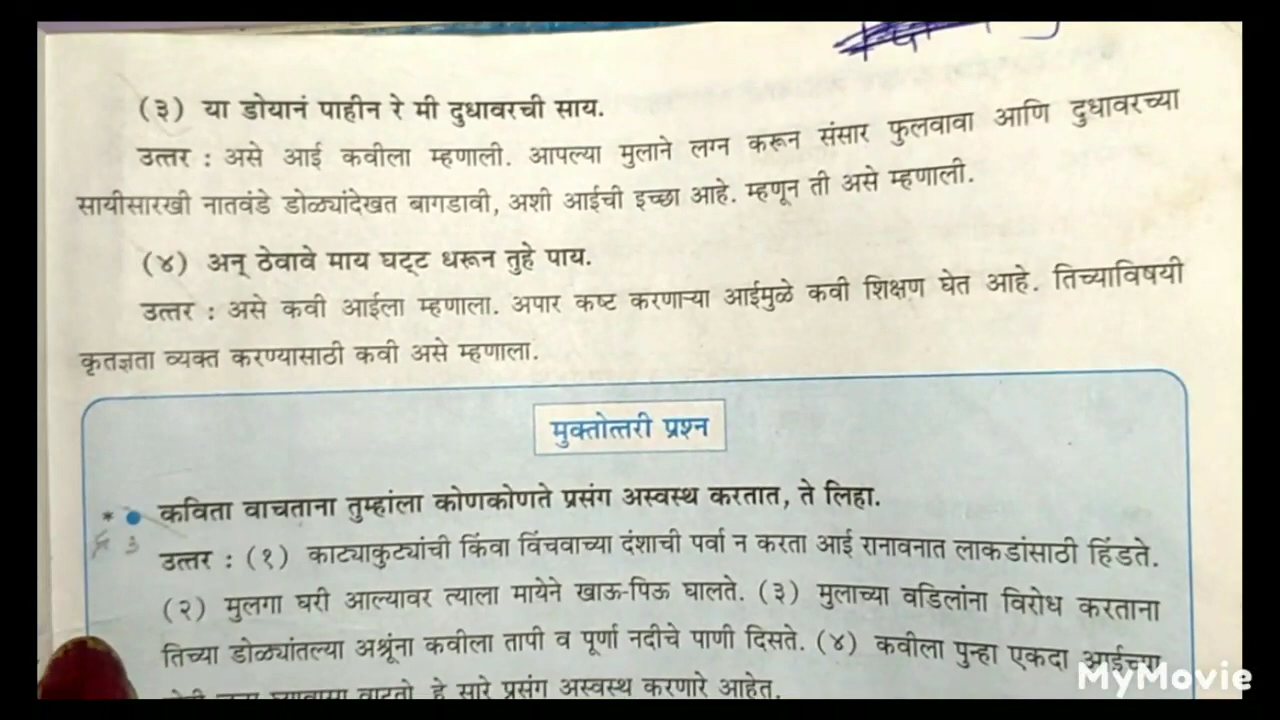 (३) या डोयानं पाहीन रे मी दुधावरची साय.
उत्तर : असे आई कवीला म्हणाली. आपल्या मुलाने लग्न करून संसार फुलवावा आणि दुधावरच्या
सायीसारखी नातवंडे डोळ्यांदेखत बागडावी, अशी आईची इच्छा आहे. म्हणून ती असे म्हणाली.
(४) अन् ठेवावे माय घट्ट धरून तुहे पाय.
उत्तर : असे कवी आईला म्हणाला. अपार कष्ट करणाऱ्या आईमुळे कवी शिक्षण घेत आहे. तिच्याविषयी
कृतज्ञता व्यक्त करण्यासाठी कवी असे म्हणाला.
मुक्तोत्तरी प्रश्न
* • कविता वाचताना तुम्हांला कोणकोणते प्रसंग अस्वस्थ करतात, ते लिहा.
उत्तर : (१) काट्याकुट्यांची किंवा विंचवाच्या दंशाची पर्वा न करता आई रानावनात लाकडांसाठी हिंडते.
(२) मुलगा घरी आल्यावर त्याला मायेने खाऊ-पिऊ घालते. (३) मुलाच्या वडिलांना विरोध करताना
तिच्या डोळ्यांतल्या अश्रूंना कवीला तापी व पूर्णा नदीचे पाणी दिसते. (४) कवीला पुन्हा एकदा आईच्या
हे सारे प्रसंग अस्वस्थ करणारे आहेत.
MyMovie